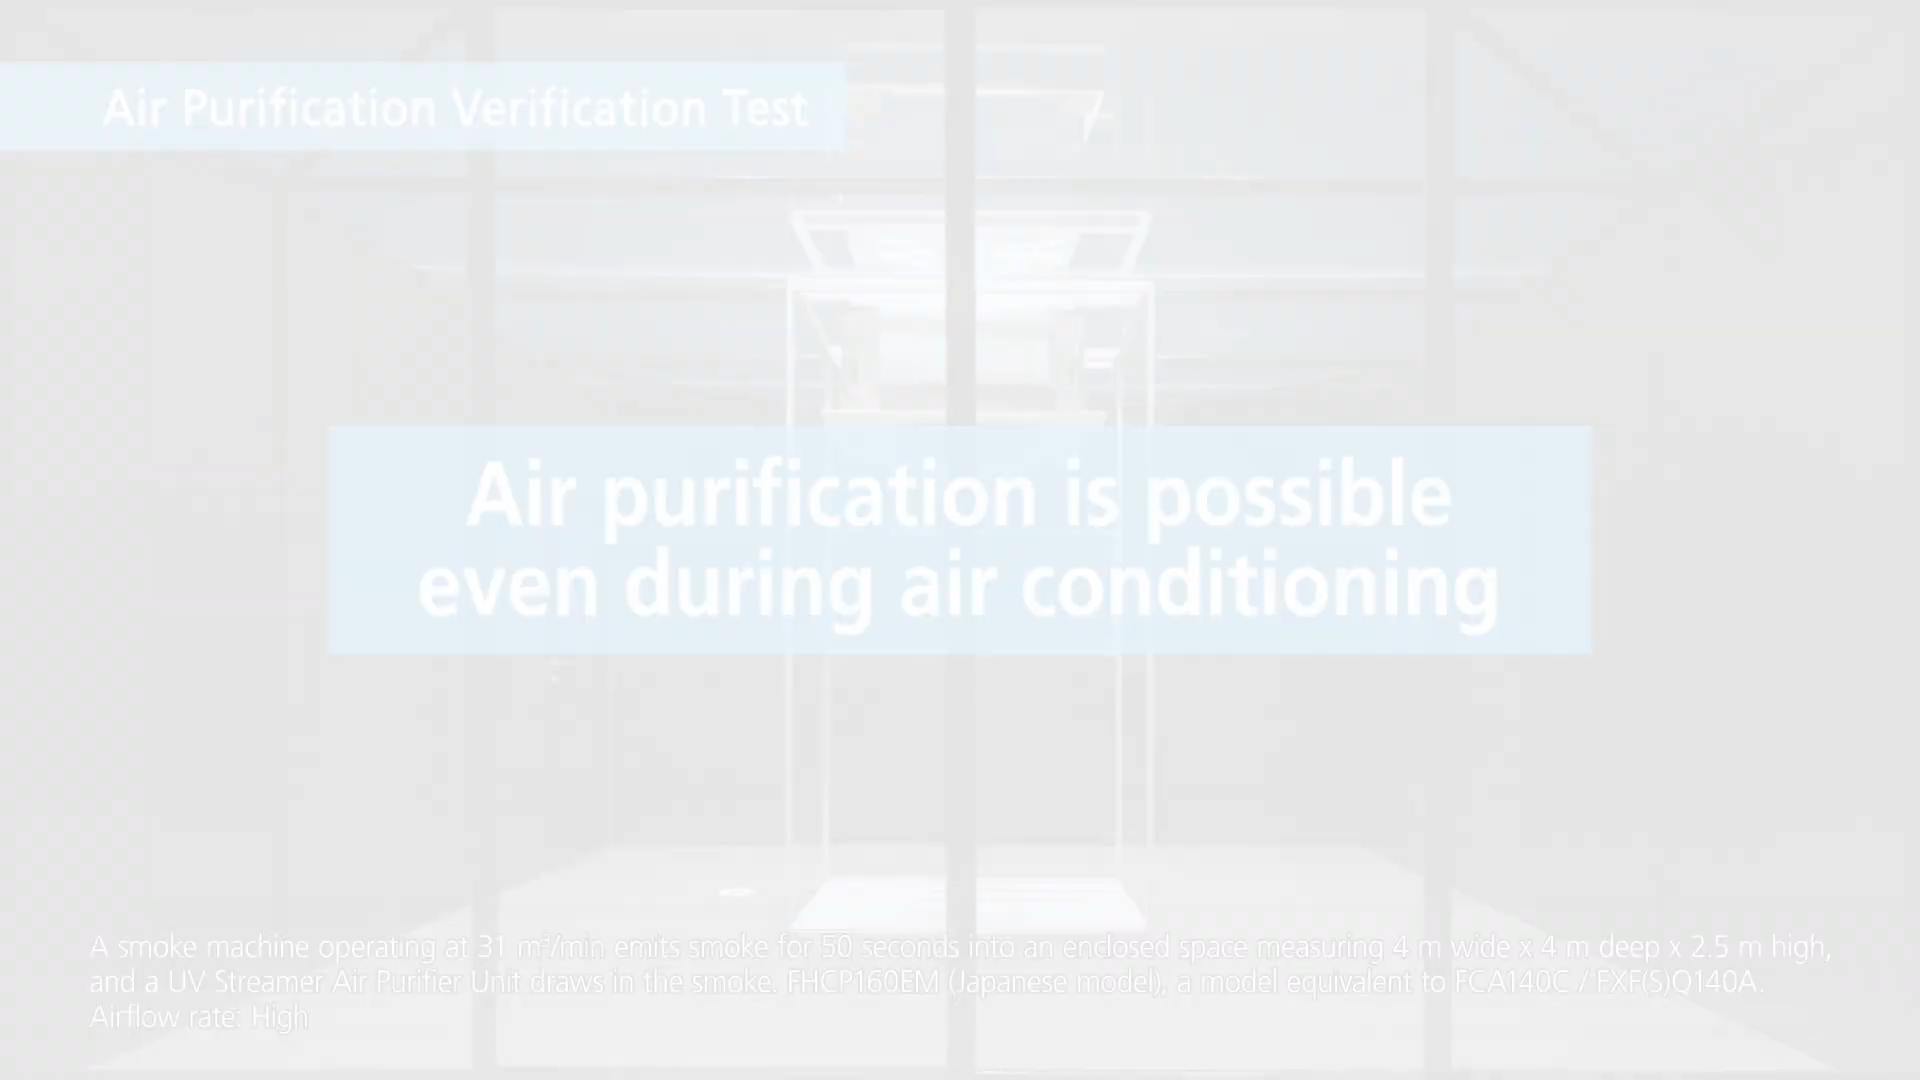 Air Purification Verification Test
Air purification is possible
even during air conditioning
A smoke machine operating at 31 m³/min emits smoke for 50 seconds into an enclosed space measuring 4 m wide x 4 m deep x 2.5 m high,
and a UV Streamer Air Purifier Unit draws in the smoke. FHCP160EM (Japanese model), a model equivalent to FCA140C / FXF(S)Q140A.
Airflow rate: High